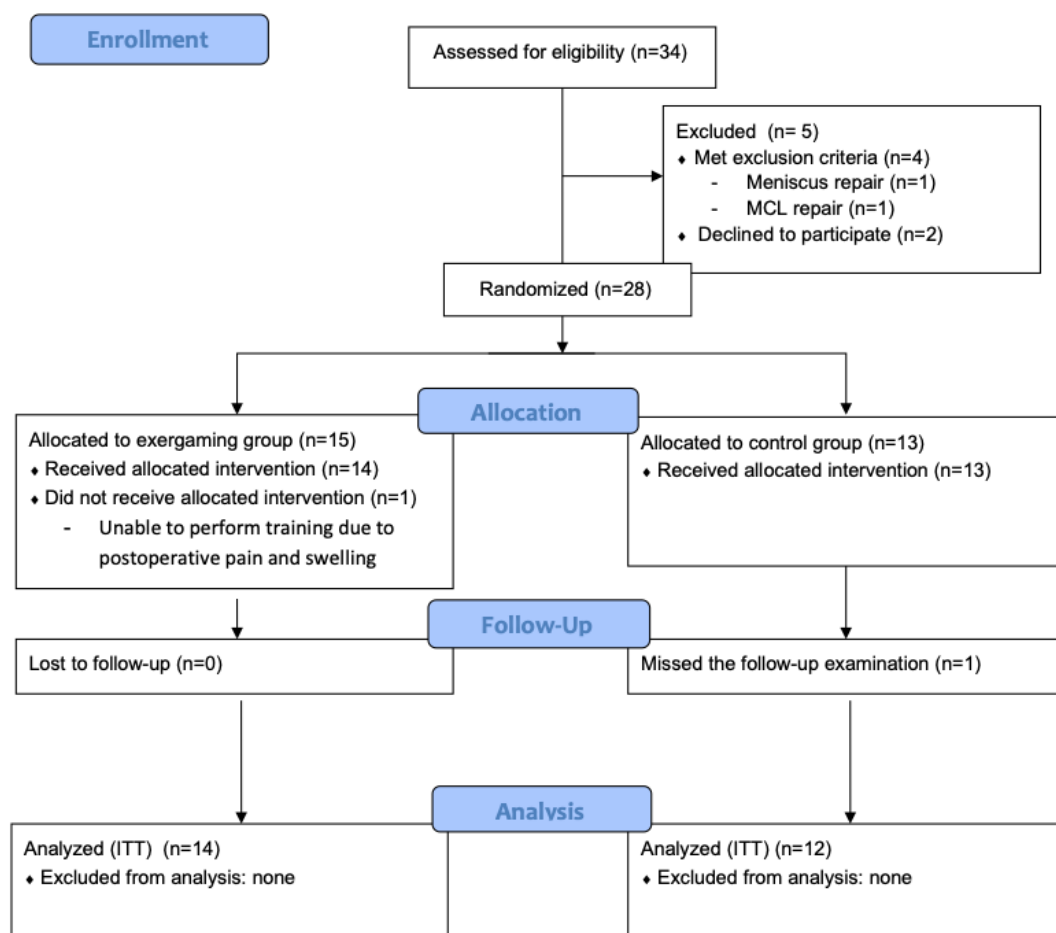 Enrollment
Assessed for eligibility (n=34)
Excluded (n= 5)
♦ Met exclusion criteria (n=4)
- Meniscus repair (n=1)
- MCL repair (n=1)
♦ Declined to participate (n=2)
Randomized (n=28)
Allocation
Allocated to exergaming group (n=15)
♦ Received allocated intervention (n=14)
♦ Did not receive allocated intervention (n=1)
- Unable to perform training due to
postoperative pain and swelling
Allocated to control group (n=13)
♦ Received allocated intervention (n=13)
Follow-Up
Lost to follow-up (n=0)
Missed the follow-up examination (n=1)
Analysis
Analyzed (ITT) (n=14)
♦ Excluded from analysis: none
Analyzed (ITT) (n=12)
♦ Excluded from analysis: none